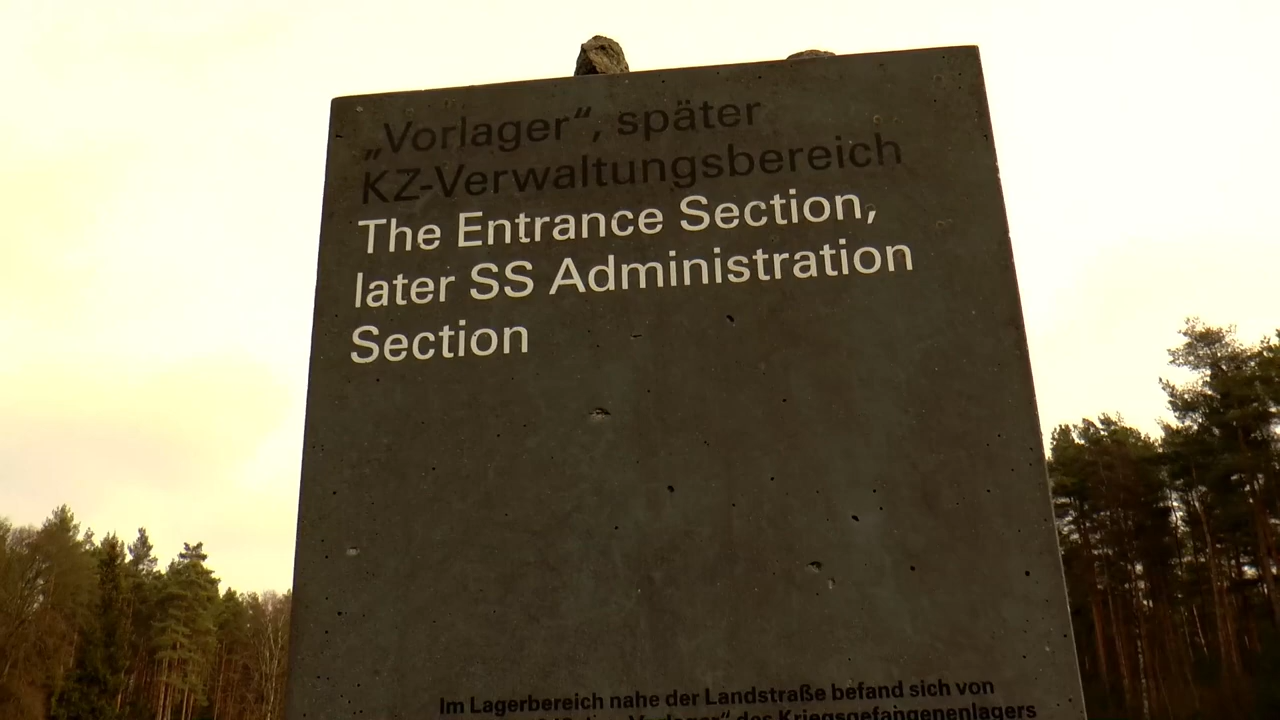 „Vorlager“, später
KZ-Verwaltungsbereich
The Entrance Section,
later SS Administration
Section
Im Lagerbereich nahe der Landstraße befand sich von
Vorlager“ des Kriegsgefangenenlagers